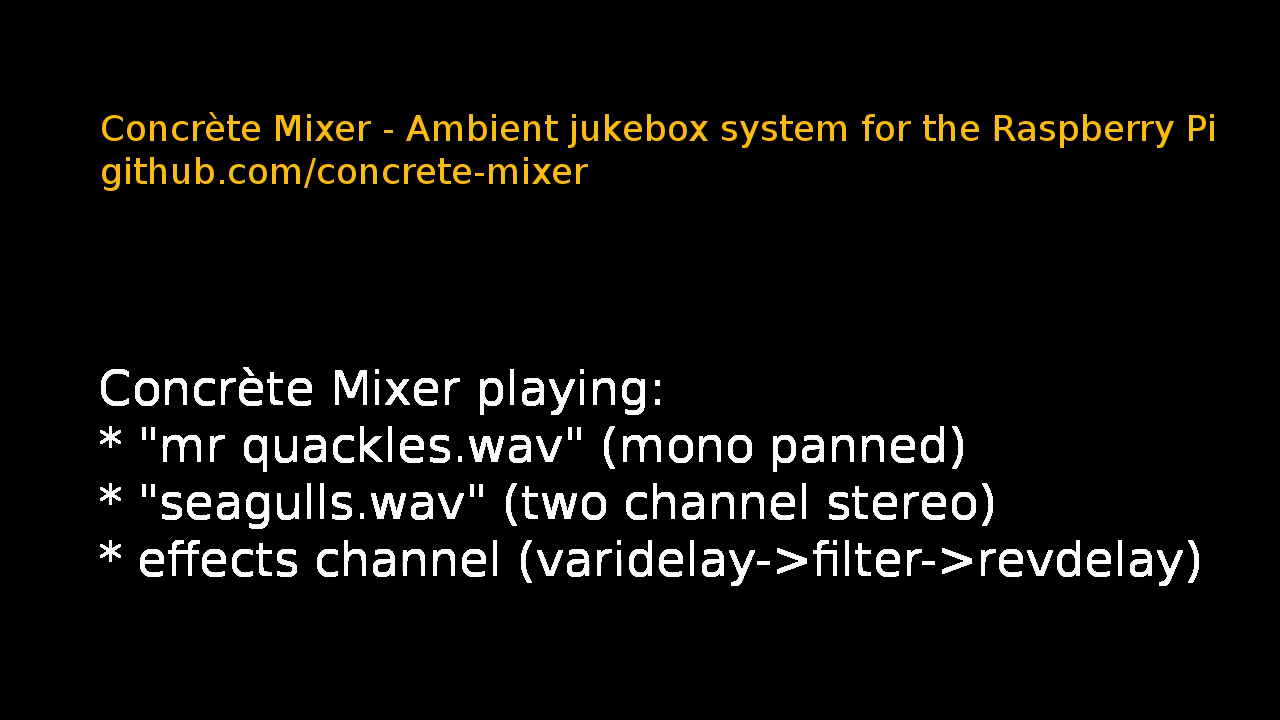 Concrète Mixer - Ambient jukebox system for the Raspberry Pi
github.com/concrete-mixer
Concrète Mixer playing:
* "mr quackles.wav" (mono panned)
* "seagulls.wav" (two channel stereo)
* effects channel (varidelay->filter->revdelay)